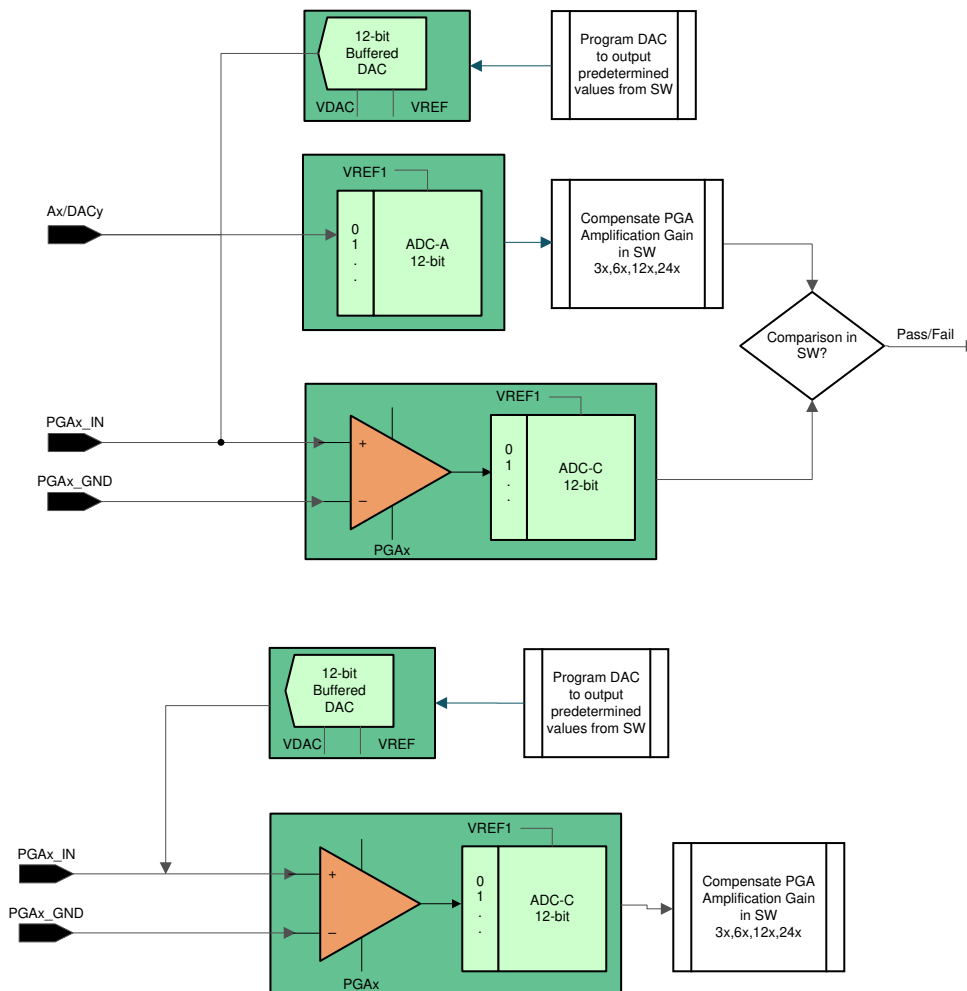 12-bit
Buffered
DAC
VDAC
VREF
Program DAC
to output
predetermined
values from SW
VREF1
Ax/DACy
0
1
.
.
ADC-A
12-bit
Compensate PGA
Amplification Gain
in SW
3x,6x,12x,24x
Comparison in
SW?
Pass/Fail
VREF1
PGAx_IN
+
0
1
.
.
ADC-C
12-bit
PGAx_GND
–
PGAx
12-bit
Buffered
DAC
VDAC
VREF
Program DAC
to output
predetermined
values from SW
VREF1
PGAx_IN
+
0
1
.
.
ADC-C
12-bit
Compensate PGA
Amplification Gain
in SW
3x,6x,12x,24x
PGAx_GND
–
PGAx